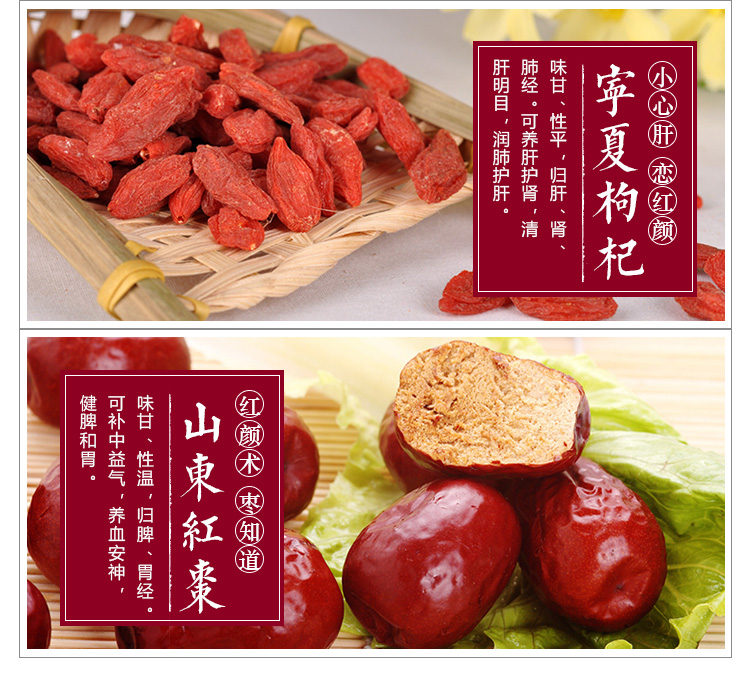 小心肝 恋红颜
寜夏枸杞
味甘、性平，归肝、肾、
肺经。可养肝护肾，清
肝明目，润肺护肝。
红颜术 枣知道
山東紅棗
味甘、性温，归脾、胃经。
可补中益气，养血安神，
健脾和胃。